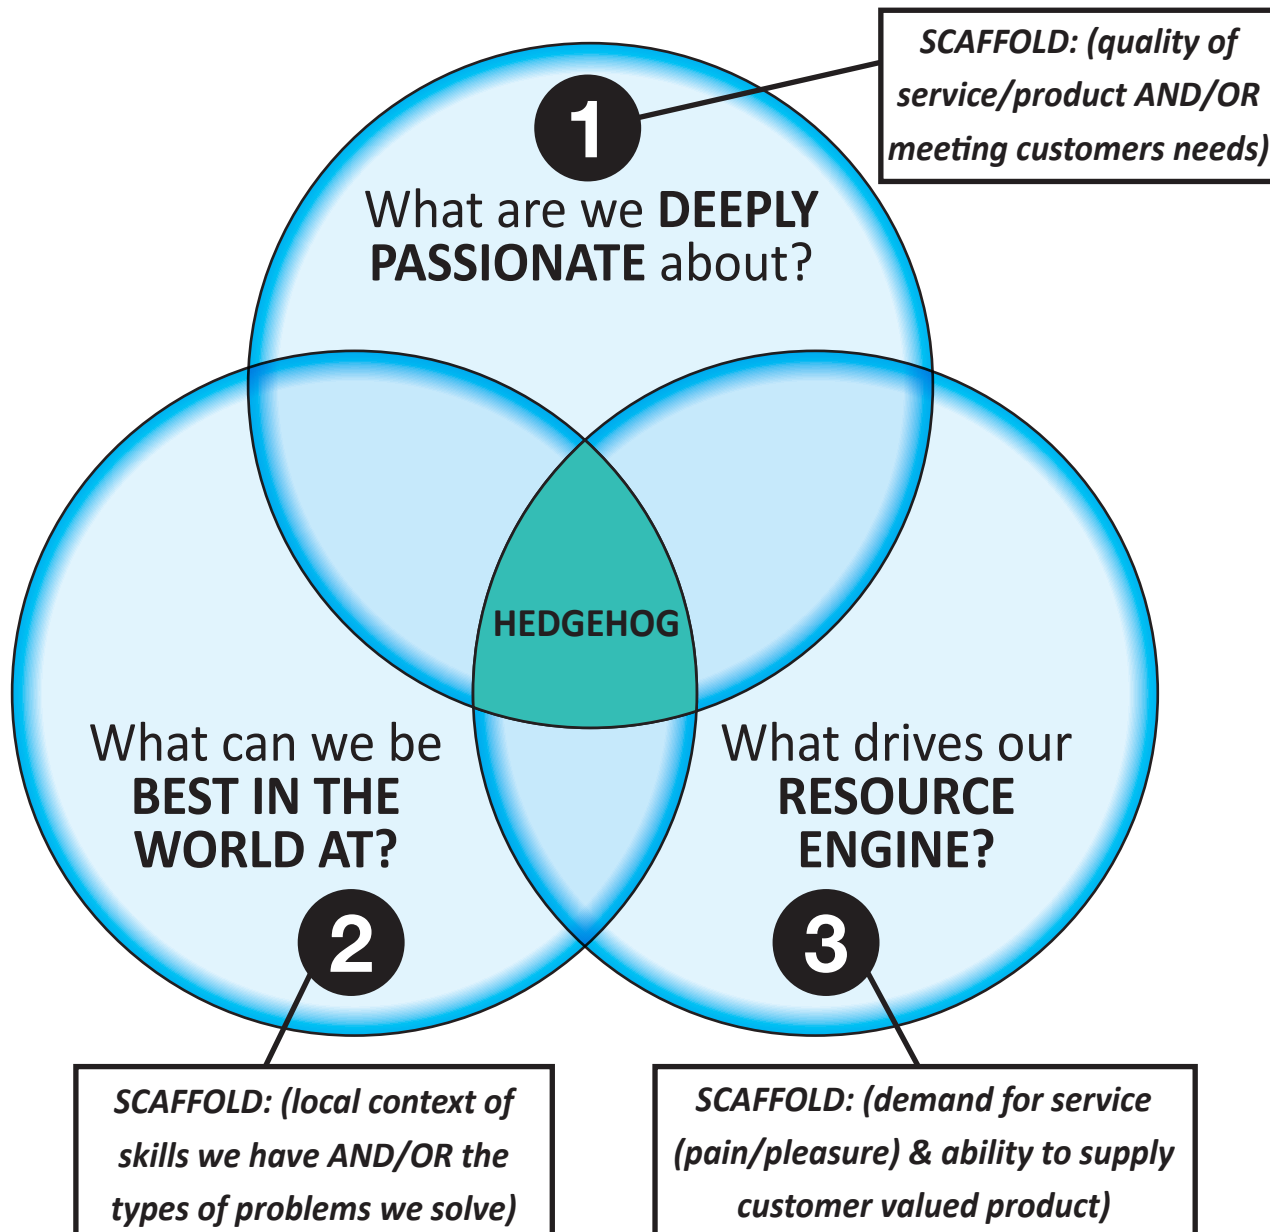 SCAFFOLD: (quality of
service/product AND/OR
meeting customers needs)
1
What are we DEEPLY
PASSIONATE about?
HEDGEHOG
What can we be
BEST IN THE
WORLD AT?
2
What drives our
RESOURCE
ENGINE?
3
SCAFFOLD: (local context of
skills we have AND/OR the
types of problems we solve)
SCAFFOLD: (demand for service
(pain/pleasure) & ability to supply
customer valued product)